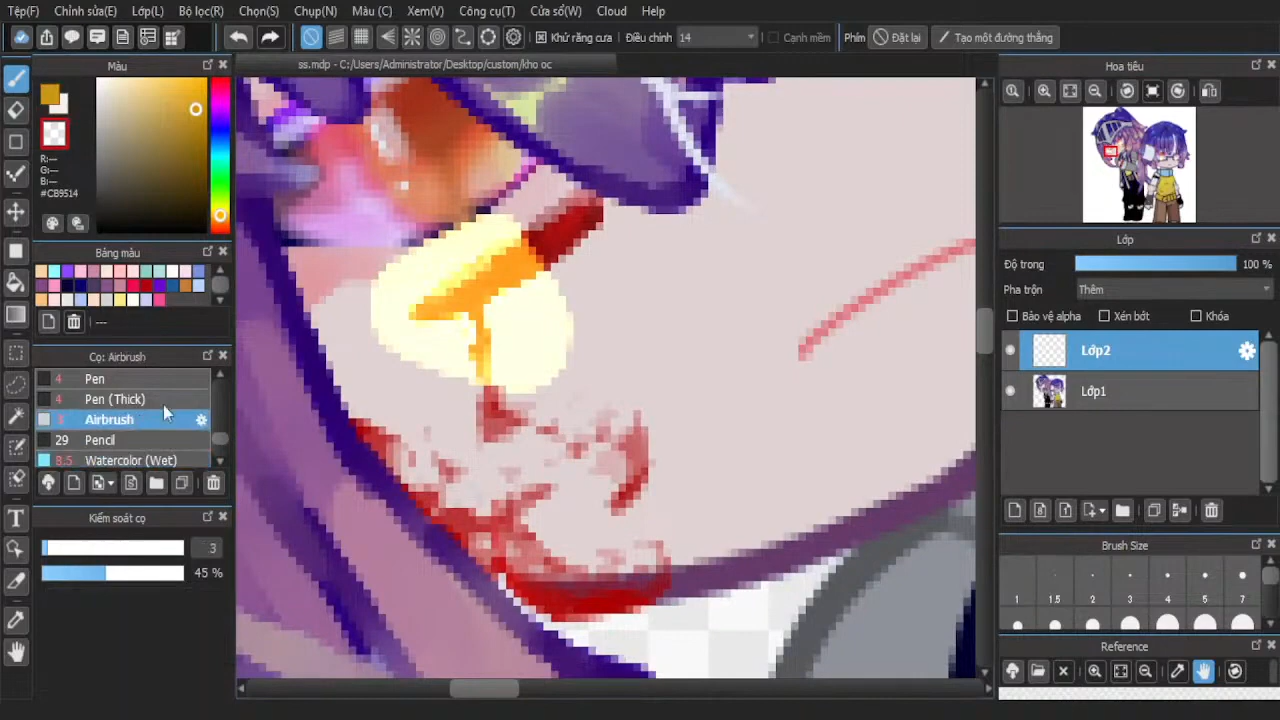 Tệp(F) Chỉnh sửa(E) Lớp(L) Bộ lọc(R) Chọn(S) Chụp(N) Màu (C) Xem(V) Công cụ(T) Cửa sổ(W) Cloud Help
Khử răng cưa Điều chỉnh 14 Cạnh mềm Phím Đặt lại Tạo một đường thẳng
Màu
ss.mdp - C:/Users/Administrator/Desktop/custom/kho oc
Hoa tiêu
R:---
G:---
B:---
#CB9514
Bảng màu
---
Cọ: Airbrush
4 Pen
4 Pen (Thick)
3 Airbrush
29 Pencil
8.5 Watercolor (Wet)
Kiểm soát cọ
3
45 %
Lớp
Độ trong 100 %
Pha trộn Thêm
Bảo vệ alpha Xén bớt Khóa
Lớp2
Lớp1
Brush Size
1 1.5 2 3 4 5 7
Reference
T